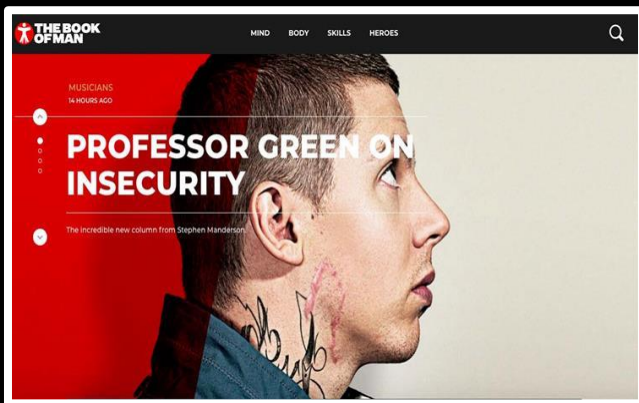 THE BOOK
OF MAN
MIND BODY SKILLS HEROES
MUSICIANS
14 HOURS AGO
PROFESSOR GREEN ON
INSECURITY
The incredible new column from Stephen Manderson.